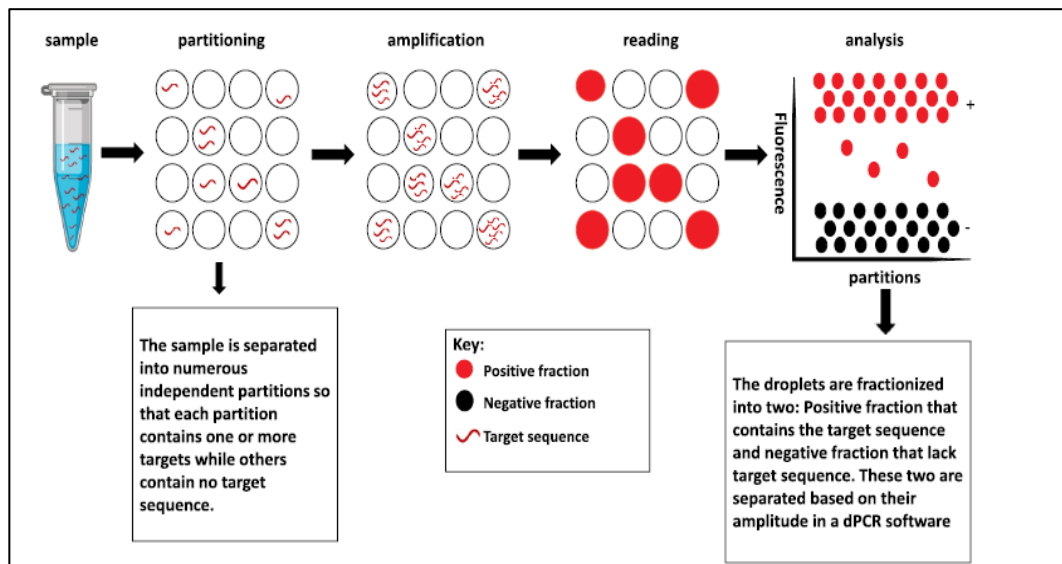 sample
partitioning
amplification
reading
analysis
Fluorescence
+
-
partitions
The sample is separated
into numerous
independent partitions so
that each partition
contains one or more
targets while others
contain no target
sequence.
Key:
Positive fraction
Negative fraction
Target sequence
The droplets are fractionized
into two: Positive fraction that
contains the target sequence
and negative fraction that lack
target sequence. These two are
separated based on their
amplitude in a dPCR software